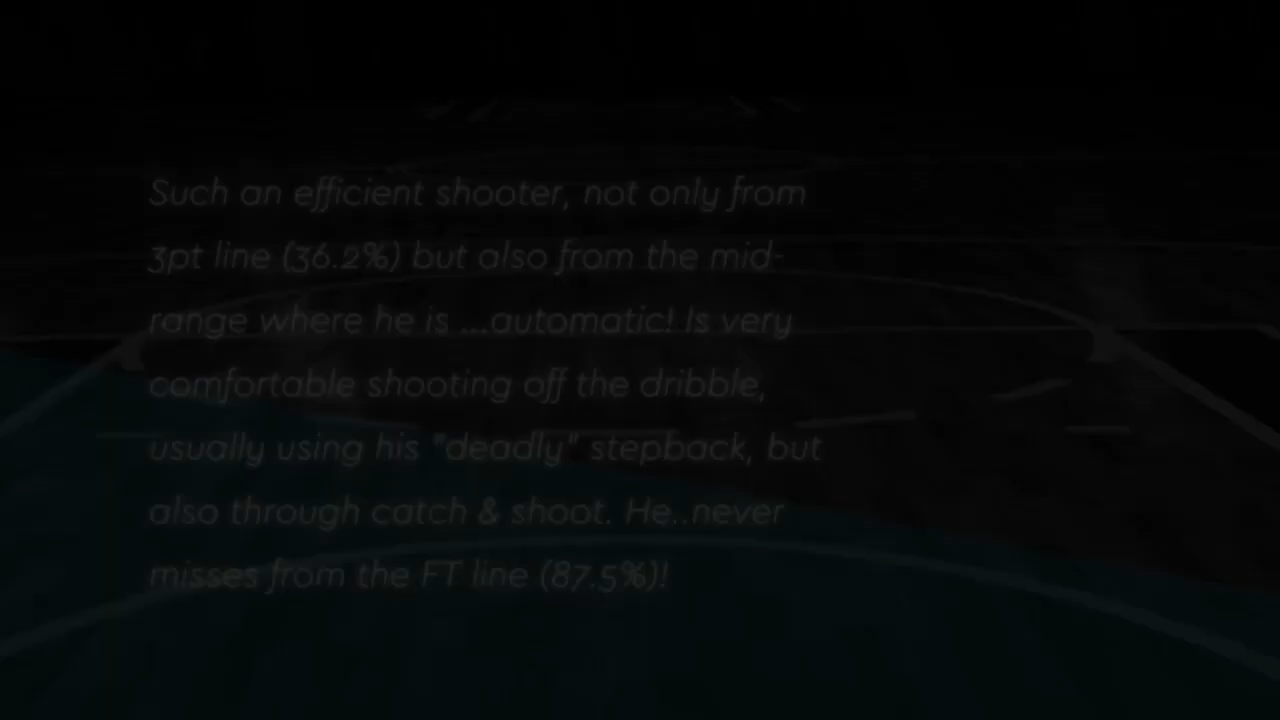 Such an efficient shooter, not only from
3pt line (36.2%) but also from the mid-
range where he is ...automatic! Is very
comfortable shooting off the dribble,
usually using his "deadly" stepback, but
also through catch & shoot. He..never
misses from the FT line (87.5%)!